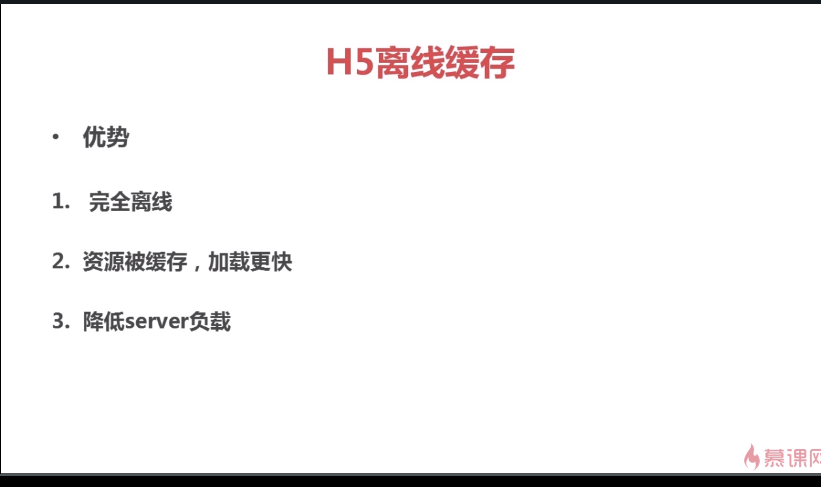 H5离线缓存
• 优势
1. 完全离线
2. 资源被缓存，加载更快
3. 降低server负载
慕课网